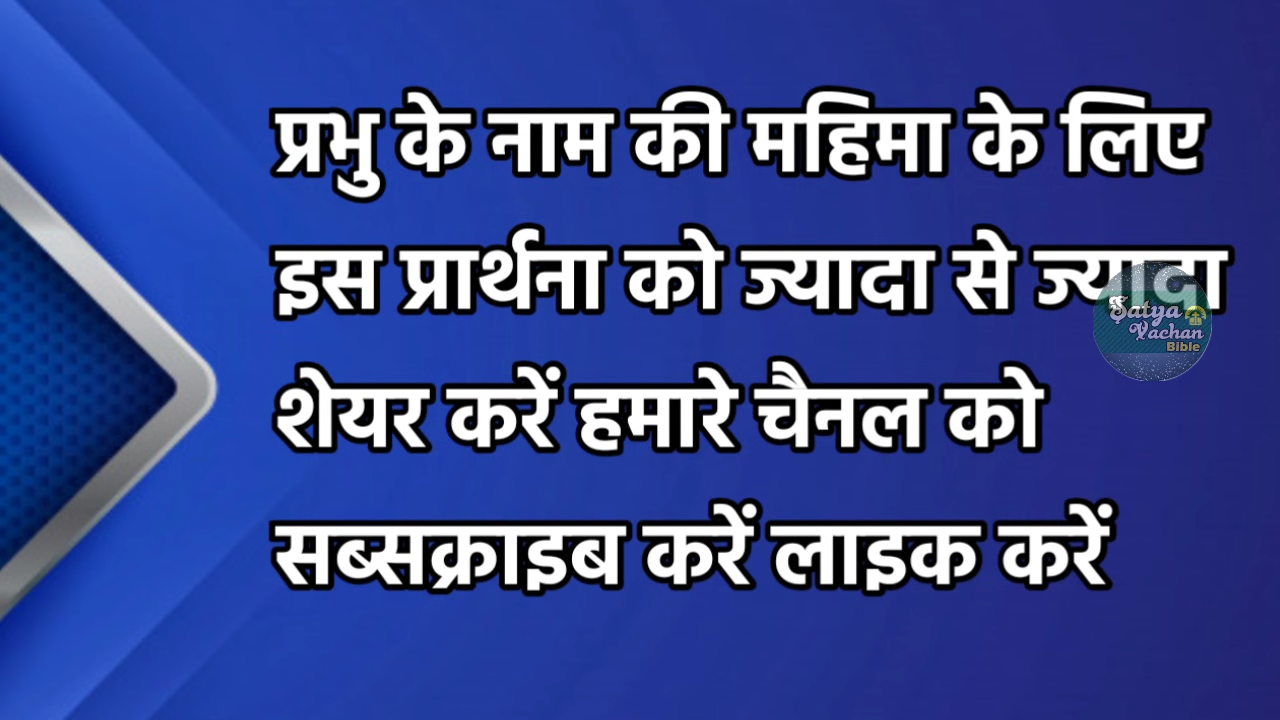 प्रभु के नाम की महिमा के लिए
इस प्रार्थना को ज्यादा से ज्यादा
शेयर करें हमारे चैनल को
सब्सक्राइब करें लाइक करें
Satya
Vachan
Bible